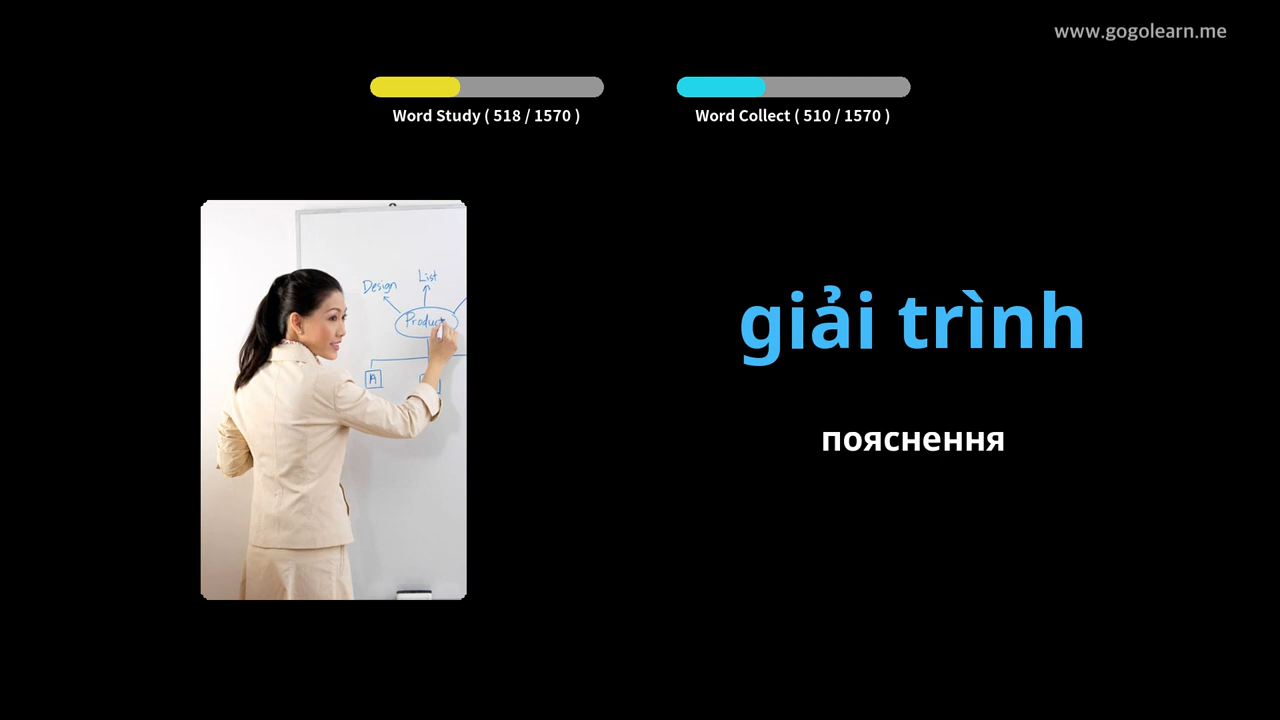 www.gogolearn.me
Word Study ( 518 / 1570 )
Word Collect ( 510 / 1570 )
List
Design
Product
A
giải trình
пояснення